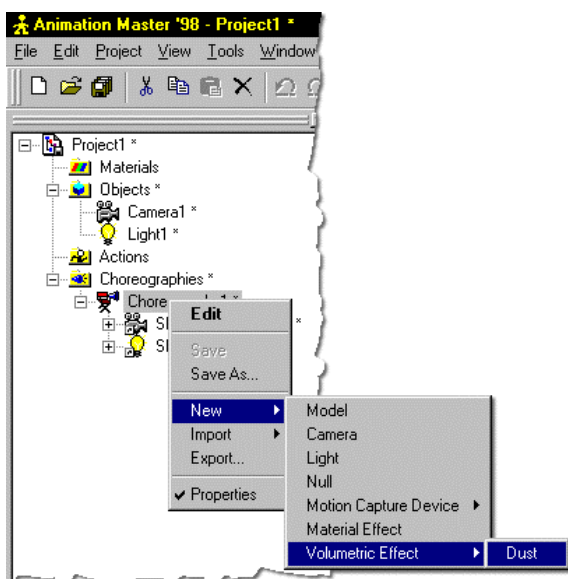 Animation Master '98 - Project1 *
File Edit Project View Tools Window
Project1 *
Materials
Objects *
Camera1 *
Light1 *
Actions
Choreographies *
Edit
*
Save
Save As...
New
Import
Export...
Properties
Model
Camera
Light
Null
Motion Capture Device
Material Effect
Volumetric Effect
Dust